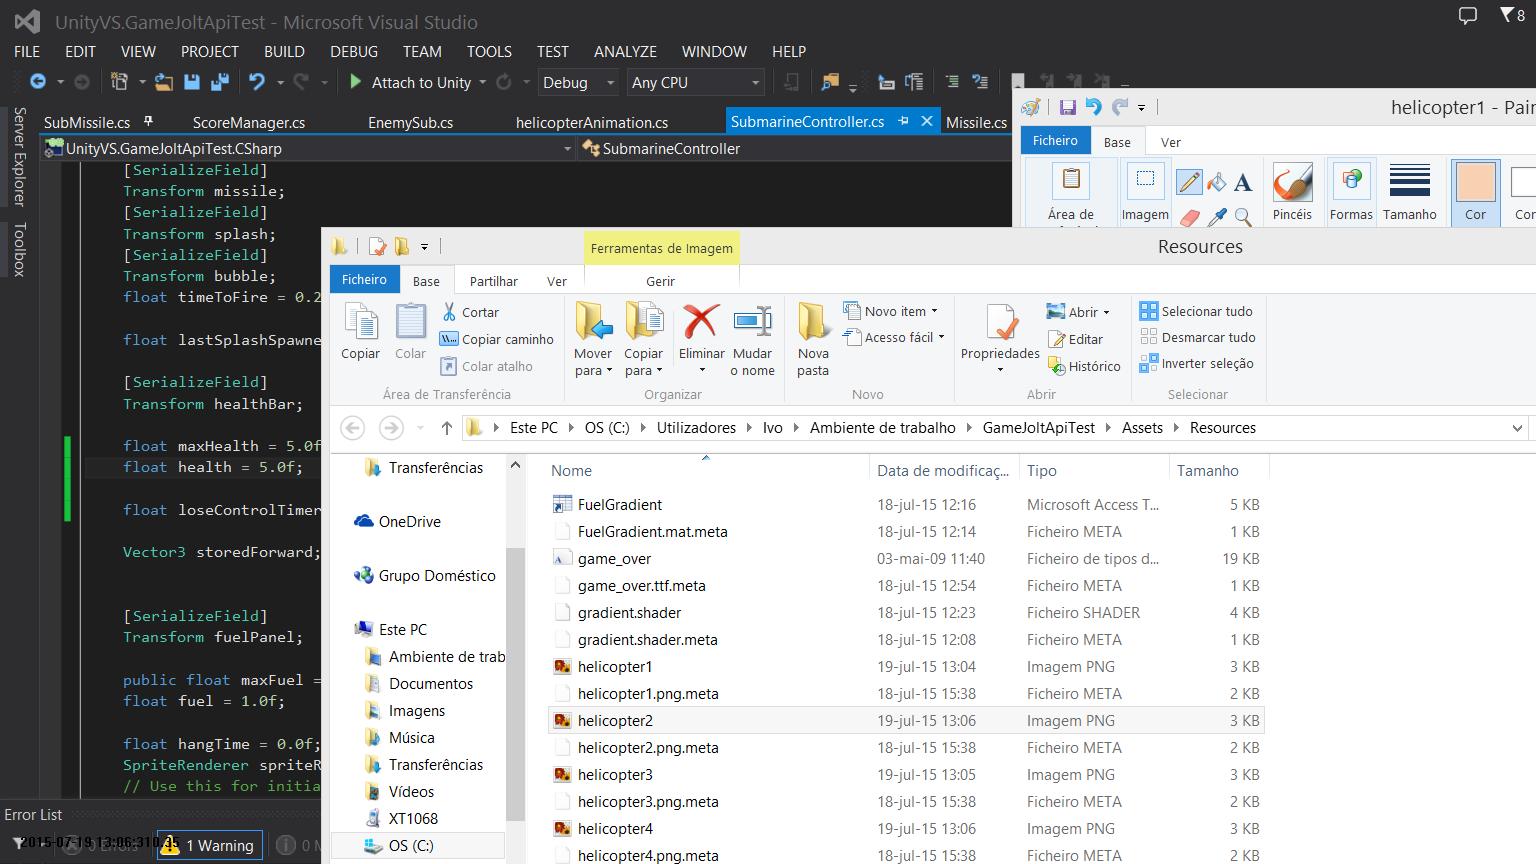 UnityVS.GameJoltApiTest - Microsoft Visual Studio
8
FILE EDIT VIEW PROJECT BUILD DEBUG TEAM TOOLS TEST ANALYZE WINDOW HELP
Attach to Unity Debug Any CPU
Server Explorer
Toolbox
SubMissile.cs ScoreManager.cs EnemySub.cs helicopterAnimation.cs SubmarineController.cs Missile.cs
UnityVS.GameJoltApiTest.CSharp SubmarineController
[SerializeField]
Transform missile;
[SerializeField]
Transform splash;
[SerializeField]
Transform bubble;
float timeToFire = 0.2
float lastSplashSpawne
[SerializeField]
Transform healthBar;
float maxHealth = 5.0f
float health = 5.0f;
float loseControlTimer
Vector3 storedForward;
[SerializeField]
Transform fuelPanel;
public float maxFuel =
float fuel = 1.0f;
float hangTime = 0.0f;
SpriteRenderer spriteR
// Use this for initia
Error List
0 Errors 1 Warning 0 M
helicopter1 - Pain
Ficheiro Base Ver
Área de Imagem Pincéis Formas Tamanho Cor Cor
Ferramentas de Imagem Resources
Ficheiro Base Partilhar Ver Gerir
Copiar
Colar
Cortar
Copiar caminho
Colar atalho
Área de Transferência
Mover para
Copiar para
Eliminar
Mudar o nome
Organizar
Nova pasta
Novo item
Acesso fácil
Novo
Propriedades
Abrir
Editar
Histórico
Abrir
Selecionar tudo
Desmarcar tudo
Inverter seleção
Selecionar
Este PC OS (C:) Utilizadores Ivo Ambiente de trabalho GameJoltApiTest Assets Resources
Transferências
OneDrive
Grupo Doméstico
Este PC
Ambiente de trab
Documentos
Imagens
Música
Transferências
Vídeos
XT1068
OS (C:)
Nome Data de modificaç... Tipo Tamanho
FuelGradient 18-jul-15 12:16 Microsoft Access T... 5 KB
FuelGradient.mat.meta 18-jul-15 12:14 Ficheiro META 1 KB
game_over 03-mai-09 11:40 Ficheiro de tipos d... 19 KB
game_over.ttf.meta 18-jul-15 12:54 Ficheiro META 1 KB
gradient.shader 18-jul-15 12:23 Ficheiro SHADER 4 KB
gradient.shader.meta 18-jul-15 12:08 Ficheiro META 1 KB
helicopter1 19-jul-15 13:04 Imagem PNG 3 KB
helicopter1.png.meta 18-jul-15 15:38 Ficheiro META 2 KB
helicopter2 19-jul-15 13:06 Imagem PNG 3 KB
helicopter2.png.meta 18-jul-15 15:38 Ficheiro META 2 KB
helicopter3 19-jul-15 13:05 Imagem PNG 3 KB
helicopter3.png.meta 18-jul-15 15:38 Ficheiro META 2 KB
helicopter4 19-jul-15 13:06 Imagem PNG 3 KB
helicopter4.png.meta 18-jul-15 15:38 Ficheiro META 2 KB